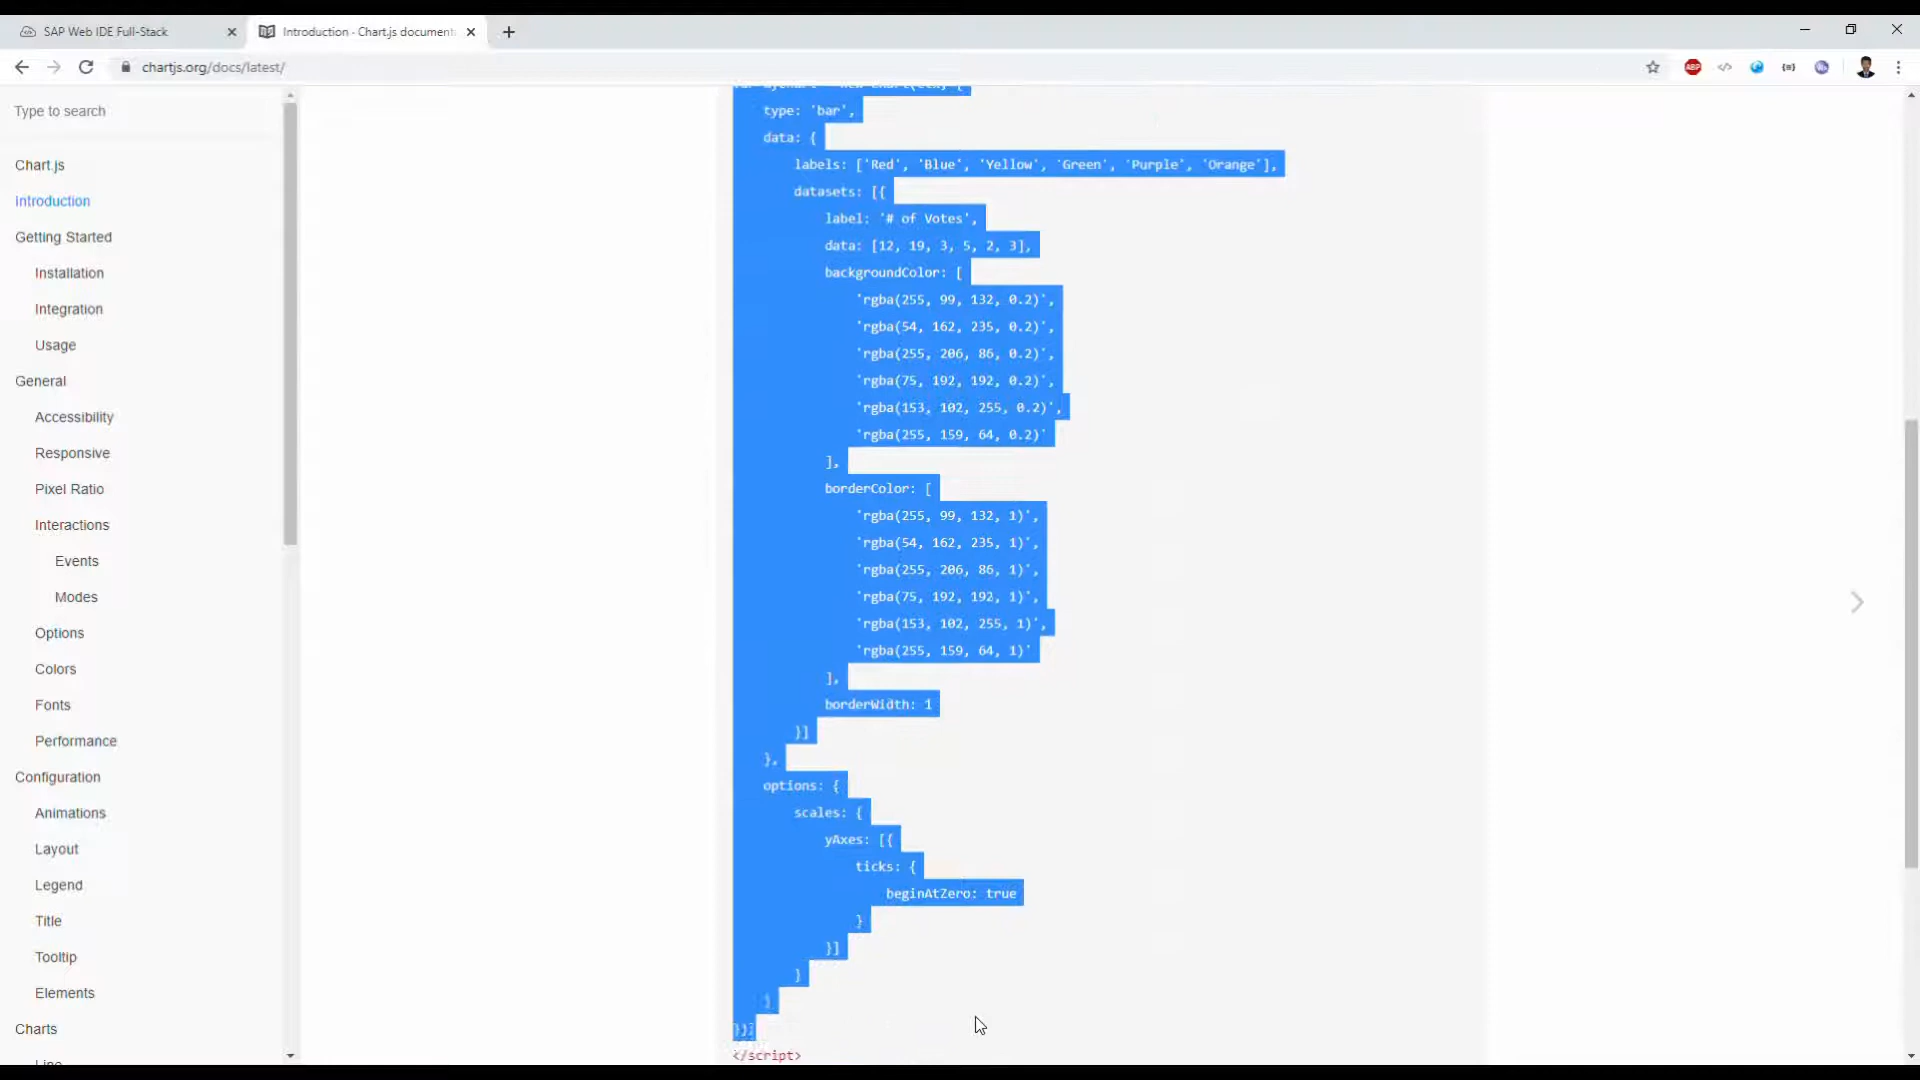 SAP Web IDE Full-Stack
Introduction · Chart.js document
chartjs.org/docs/latest/
ABP
Type to search
Chart.js
Introduction
Getting Started
Installation
Integration
Usage
General
Accessibility
Responsive
Pixel Ratio
Interactions
Events
Modes
Options
Colors
Fonts
Performance
Configuration
Animations
Layout
Legend
Title
Tooltip
Elements
Charts
Line
type: 'bar',
data: {
labels: ['Red', 'Blue', 'Yellow', 'Green', 'Purple', 'Orange'],
datasets: [{
label: '# of Votes',
data: [12, 19, 3, 5, 2, 3],
backgroundColor: [
'rgba(255, 99, 132, 0.2)',
'rgba(54, 162, 235, 0.2)',
'rgba(255, 206, 86, 0.2)',
'rgba(75, 192, 192, 0.2)',
'rgba(153, 102, 255, 0.2)',
'rgba(255, 159, 64, 0.2)'
],
borderColor: [
'rgba(255, 99, 132, 1)',
'rgba(54, 162, 235, 1)',
'rgba(255, 206, 86, 1)',
'rgba(75, 192, 192, 1)',
'rgba(153, 102, 255, 1)',
'rgba(255, 159, 64, 1)'
],
borderWidth: 1
}]
},
options: {
scales: {
yAxes: [{
ticks: {
beginAtZero: true
}
}]
}
}
});
</script>